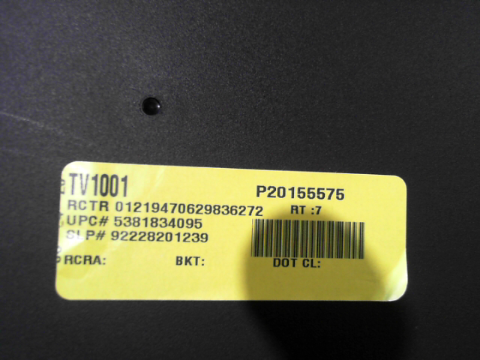 TV1001 P20155575
RCTR 01219470629836272 RT :7
UPC# 5381834095
SLP# 92228201239
RCRA: BKT: DOT CL: